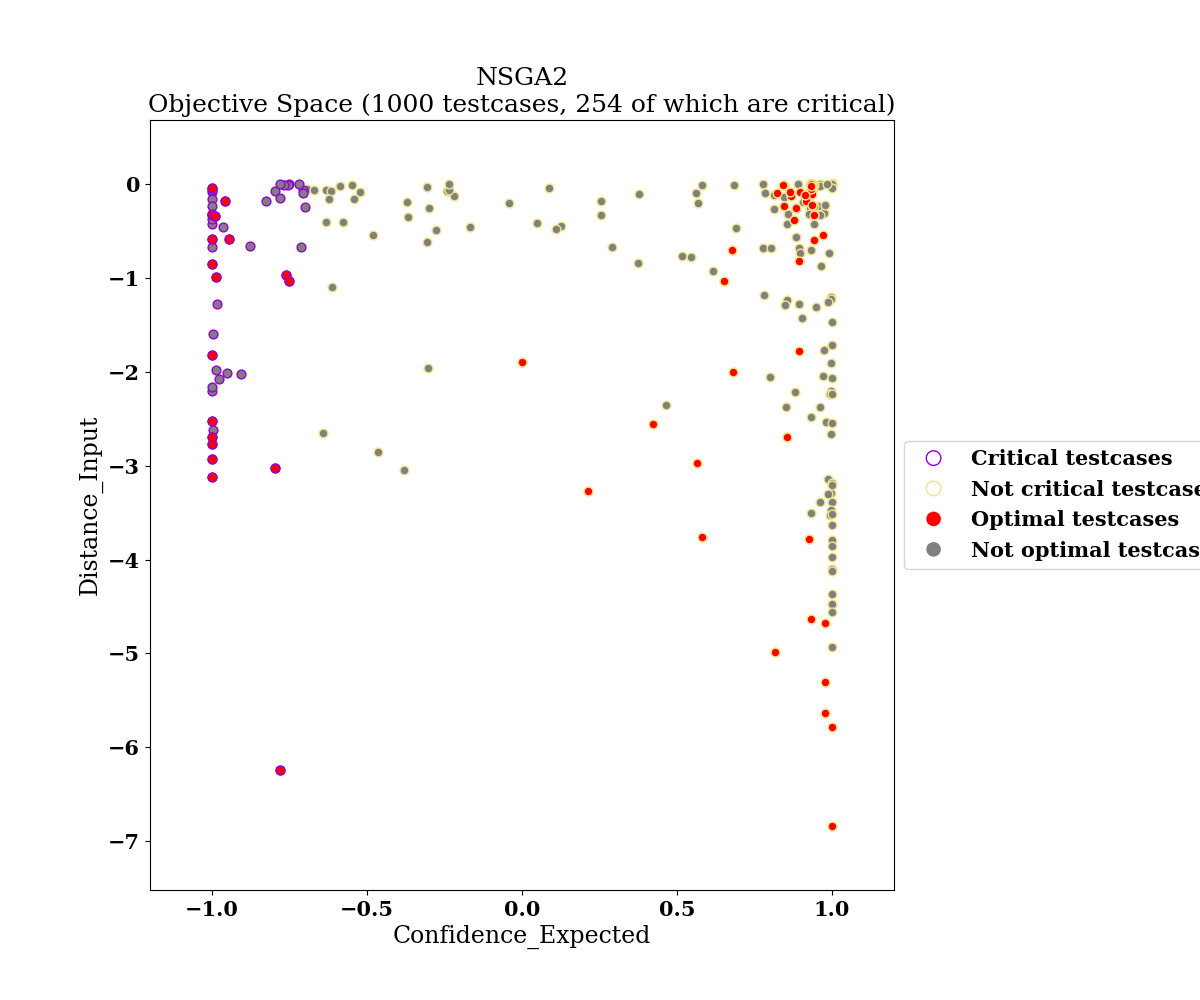 NSGA2
Objective Space (1000 testcases, 254 of which are critical)
0
−1
−2
−3
−4
−5
−6
−7
Distance_Input
−1.0
−0.5
0.0
0.5
1.0
Confidence_Expected
Critical testcases
Not critical testcase
Optimal testcases
Not optimal testcas